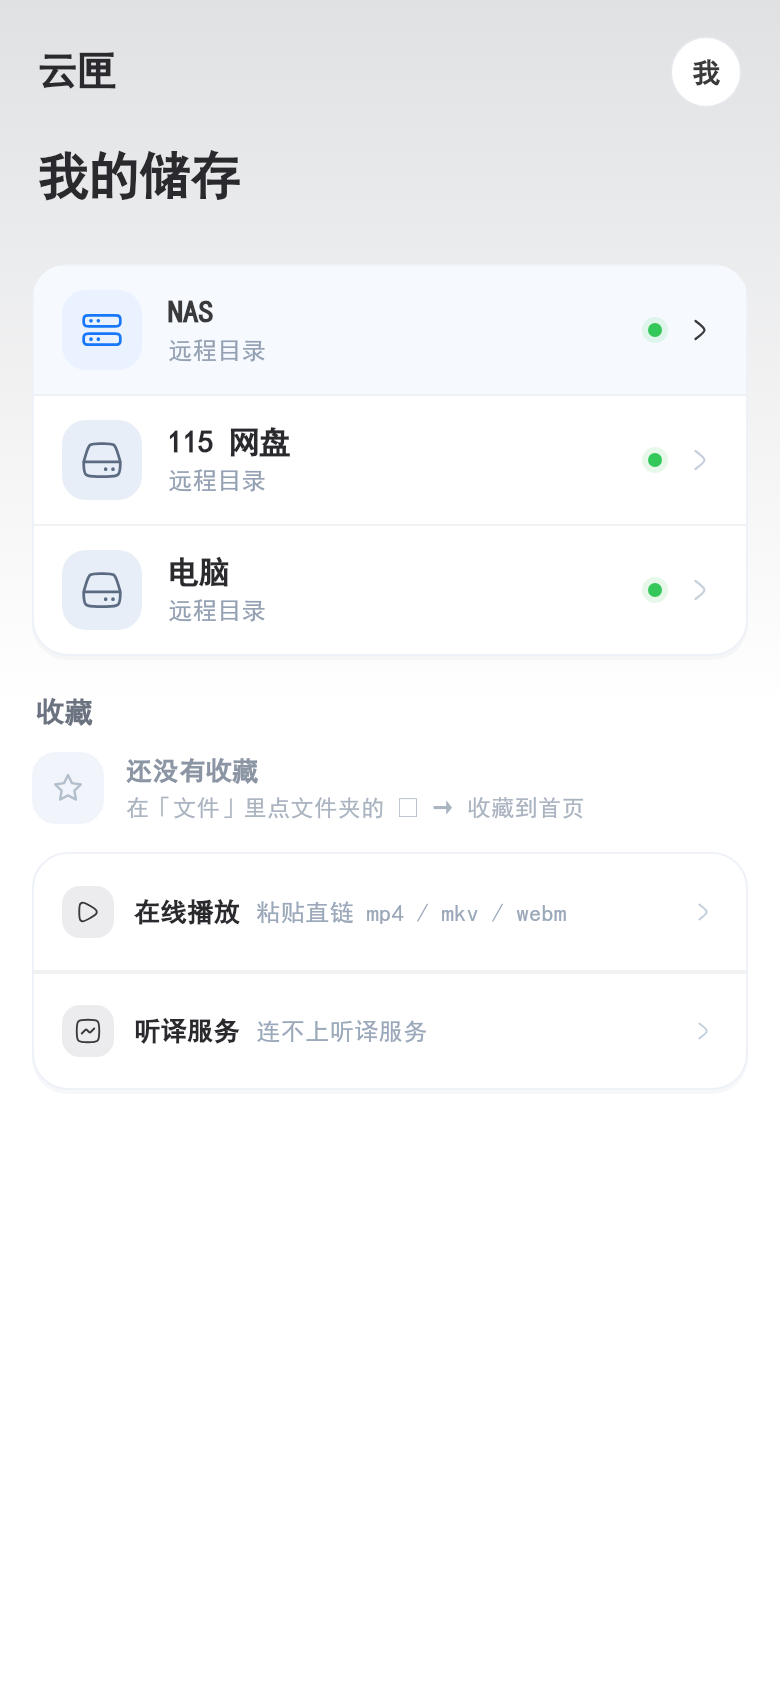 云匣
我
我的储存
NAS
远程目录
115 网盘
远程目录
电脑
远程目录
收藏
还没有收藏
在「文件」里点文件夹的 □ → 收藏到首页
在线播放 粘贴直链 mp4 / mkv / webm
听译服务 连不上听译服务